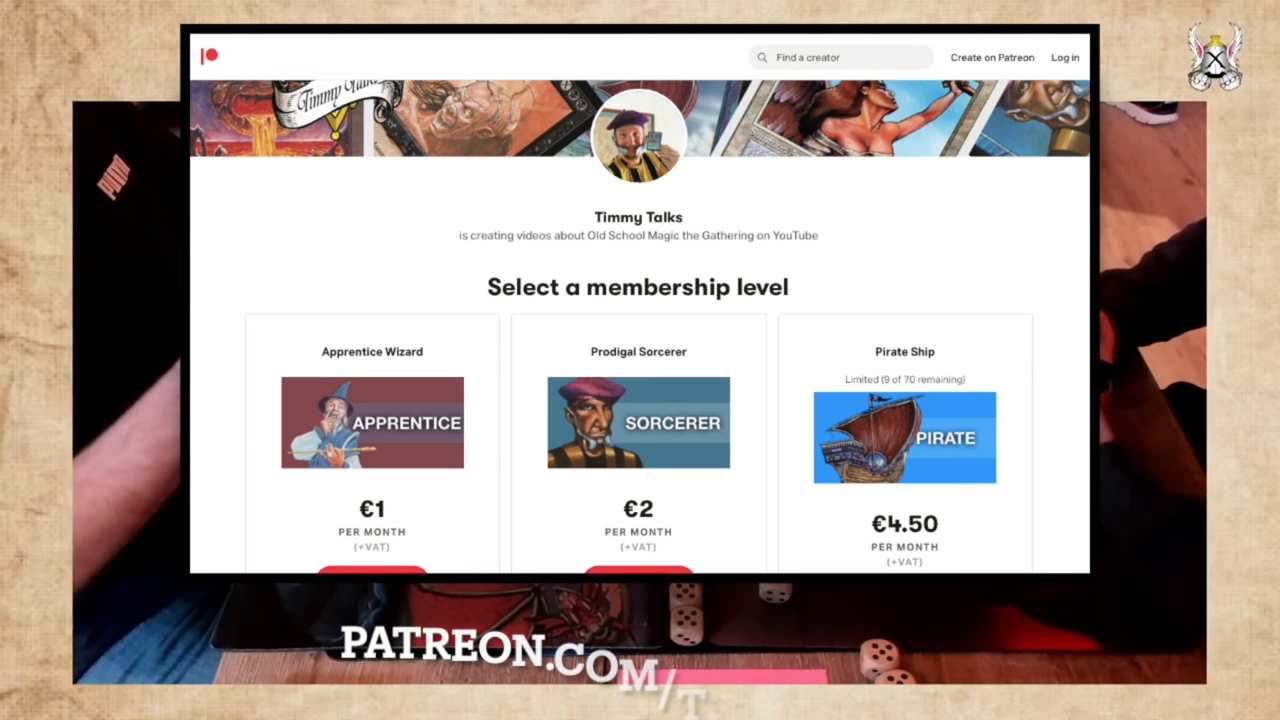 Find a creator
Create on Patreon
Log in
Timmy Talks
Timmy Talks
is creating videos about Old School Magic the Gathering on YouTube
Select a membership level
Apprentice Wizard
Prodigal Sorcerer
Pirate Ship
Limited (9 of 70 remaining)
APPRENTICE
SORCERER
PIRATE
€1
PER MONTH
(+VAT)
€2
PER MONTH
(+VAT)
€4.50
PER MONTH
(+VAT)
PATREON.COM/T